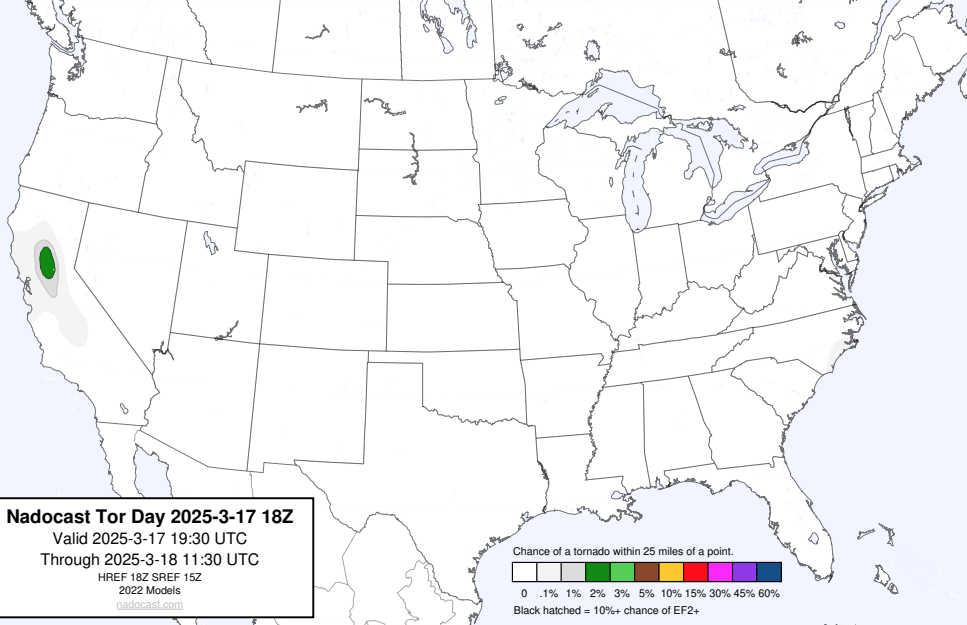 Nadocast Tor Day 2025-3-17 18Z
Valid 2025-3-17 19:30 UTC
Through 2025-3-18 11:30 UTC
HREF 18Z SREF 15Z
2022 Models
nadocast.com
Chance of a tornado within 25 miles of a point.
0 .1% 1% 2% 3% 5% 10% 15% 30% 45% 60%
Black hatched = 10%+ chance of EF2+